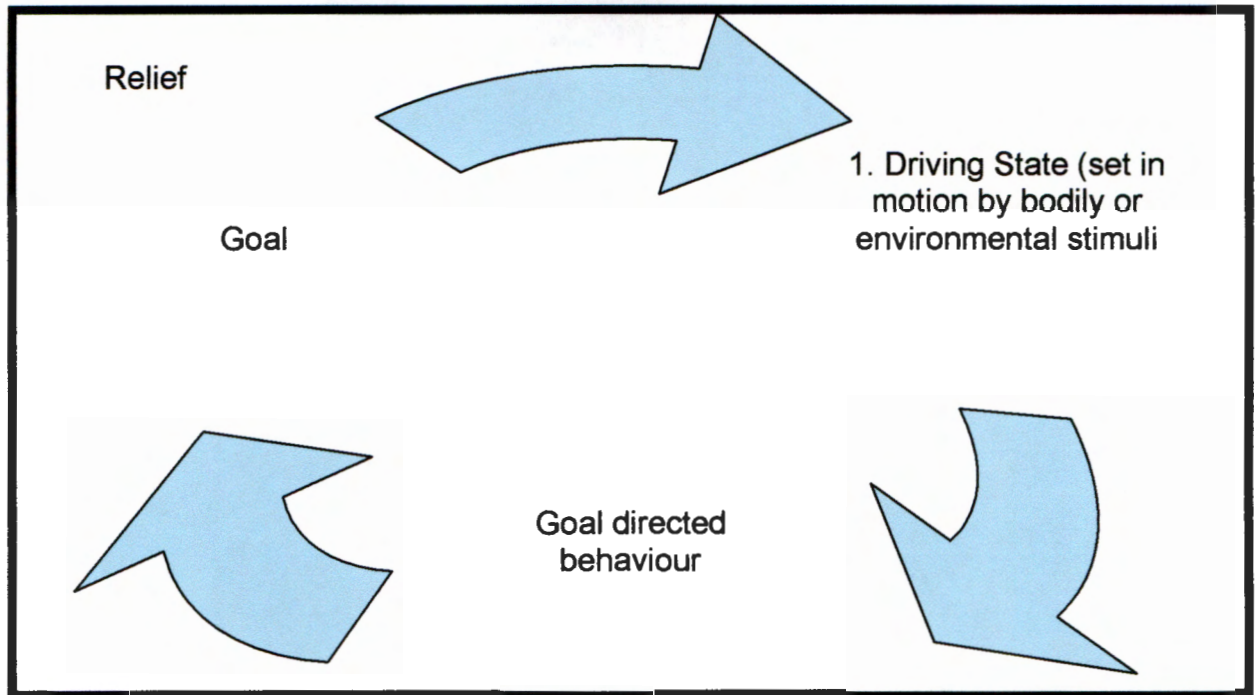 Relief
1. Driving State (set in
motion by bodily or
environmental stimuli
Goal
Goal directed
behaviour